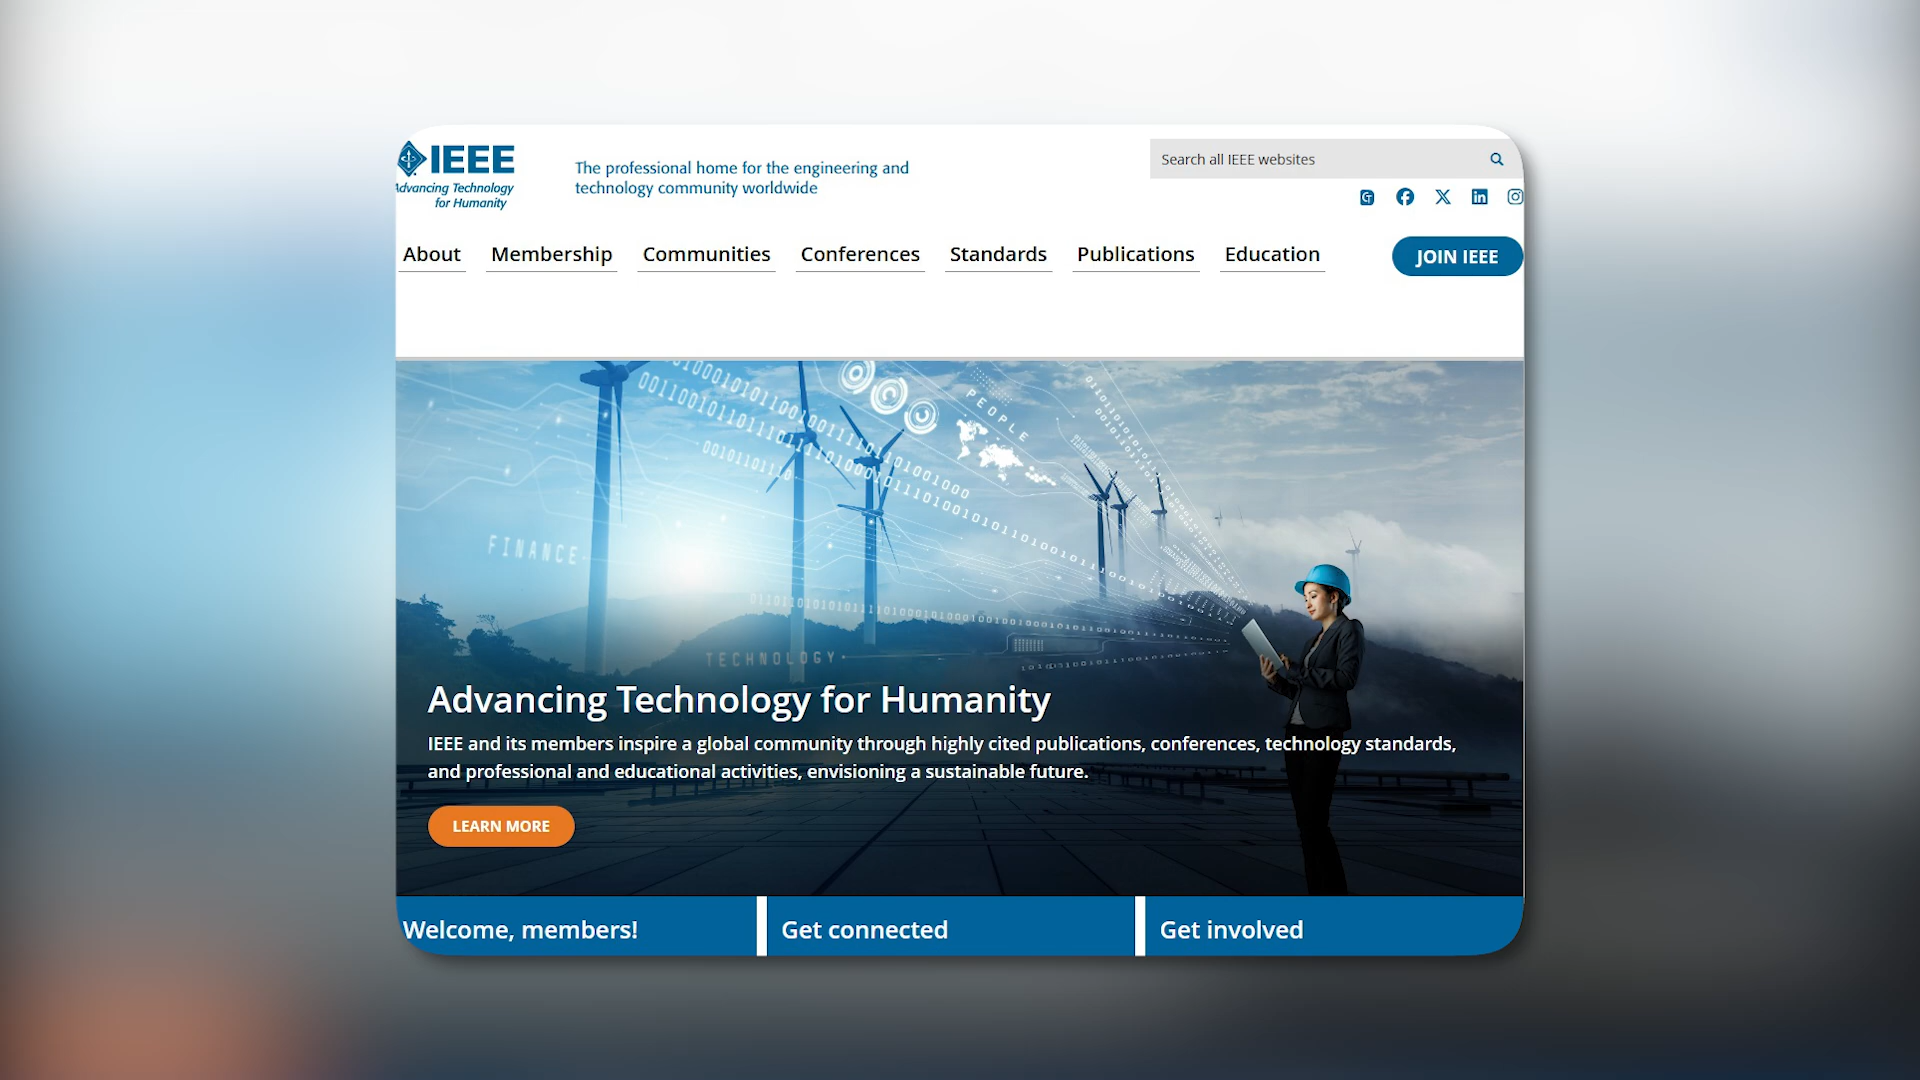 IEEE
Advancing Technology
for Humanity
The professional home for the engineering and
technology community worldwide
Search all IEEE websites
About Membership Communities Conferences Standards Publications Education JOIN IEEE
PEOPLE
FINANCE
TECHNOLOGY
Advancing Technology for Humanity
IEEE and its members inspire a global community through highly cited publications, conferences, technology standards,
and professional and educational activities, envisioning a sustainable future.
LEARN MORE
Welcome, members! Get connected Get involved